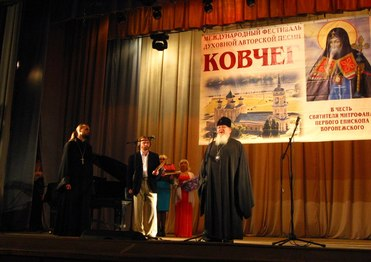 МЕЖДУНАРОДНЫЙ ФЕСТИВАЛЬ
ДУХОВНОЙ АВТОРСКОЙ ПЕСНИ
КОВЧЕГ
В ЧЕСТЬ
СВЯТИТЕЛЯ МИТРОФАНА
ПЕРВОГО ЕПИСКОПА
ВОРОНЕЖСКОГО